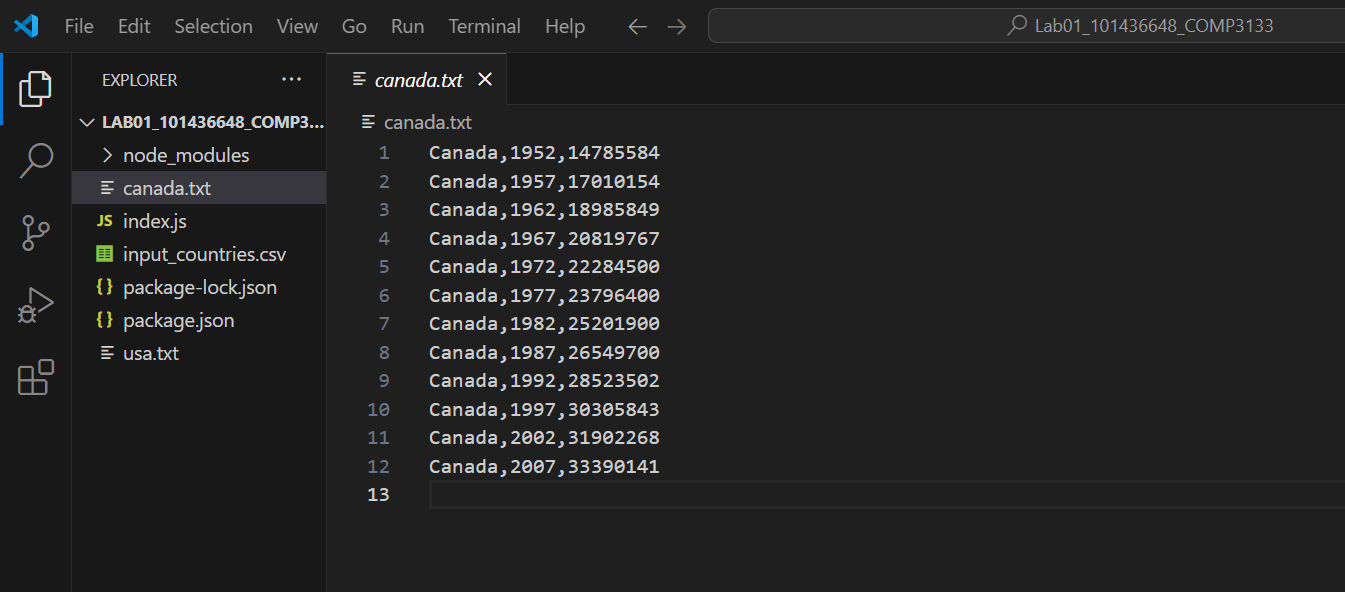 File Edit Selection View Go Run Terminal Help
Lab01_101436648_COMP3133
EXPLORER
LAB01_101436648_COMP3...
node_modules
canada.txt
JS index.js
input_countries.csv
{} package-lock.json
{} package.json
usa.txt
canada.txt
canada.txt
1 Canada,1952,14785584
2 Canada,1957,17010154
3 Canada,1962,18985849
4 Canada,1967,20819767
5 Canada,1972,22284500
6 Canada,1977,23796400
7 Canada,1982,25201900
8 Canada,1987,26549700
9 Canada,1992,28523502
10 Canada,1997,30305843
11 Canada,2002,31902268
12 Canada,2007,33390141
13